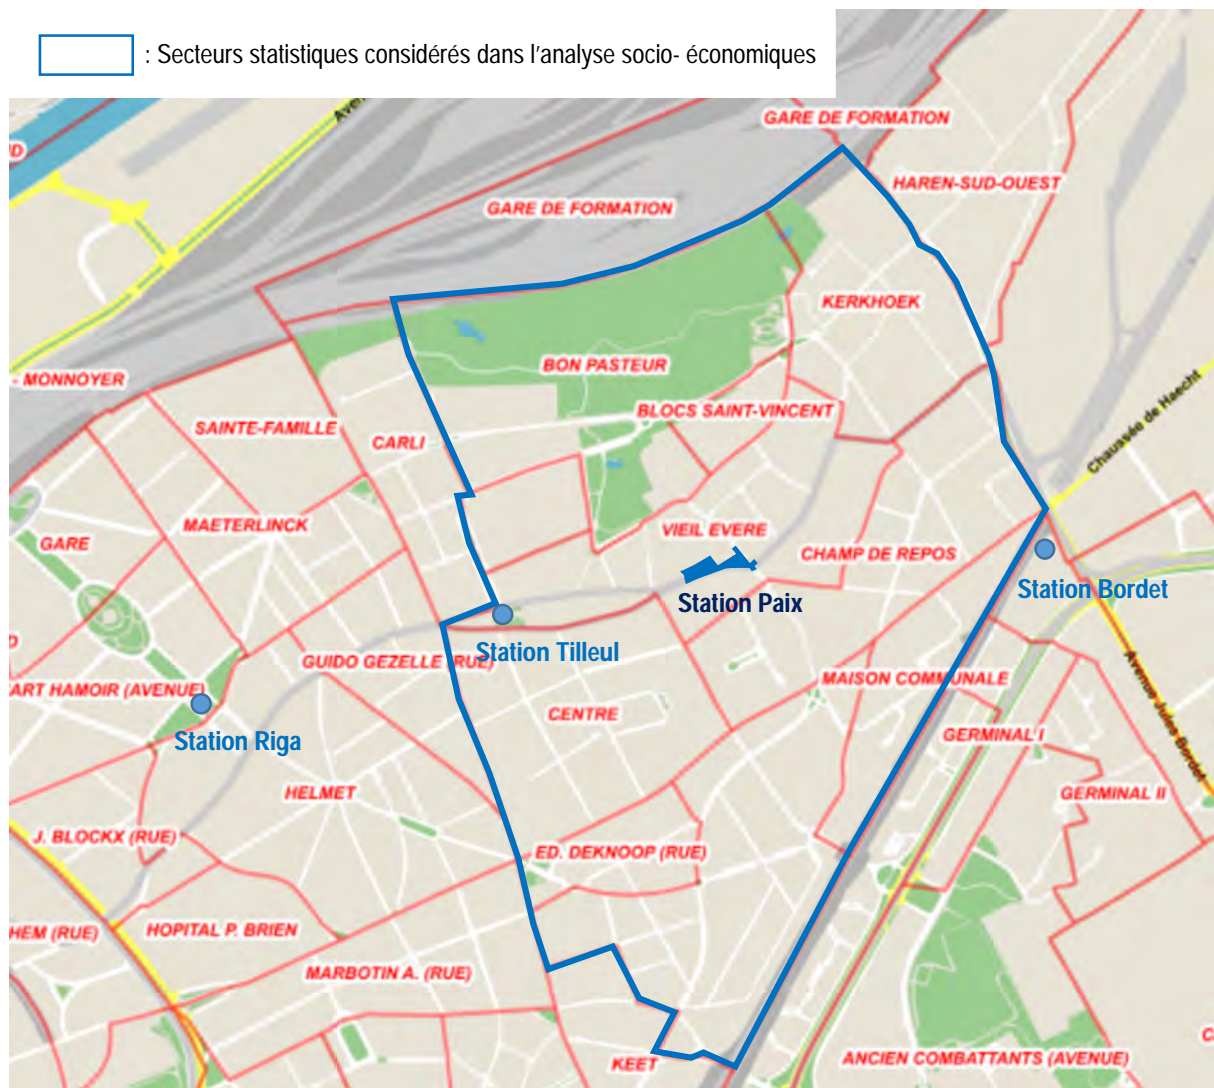 : Secteurs statistiques considérés dans l'analyse socio- économiques
GARE DE FORMATION
HAREN-SUD-OUEST
GARE DE FORMATION
KERKHOEK
BON PASTEUR
- MONNOYER
BLOCS SAINT-VINCENT
Chaussée de Haecht
SAINTE-FAMILLE
CARLI
MAETERLINCK
VIEIL EVERE
GARE
CHAMP DE REPOS
Station Bordet
Station Paix
Station Tilleul
GUIDO GEZELLE (RUE)
ART HAMOIR (AVENUE)
MAISON COMMUNALE
Avenue Jules Bordet
CENTRE
Station Riga
GERMINAL I
HELMET
GERMINAL II
J. BLOCKX (RUE)
ED. DEKNOOP (RUE)
HEM (RUE)
HOPITAL P. BRIEN
MARBOTIN A. (RUE)
KEET
ANCIEN COMBATTANTS (AVENUE)